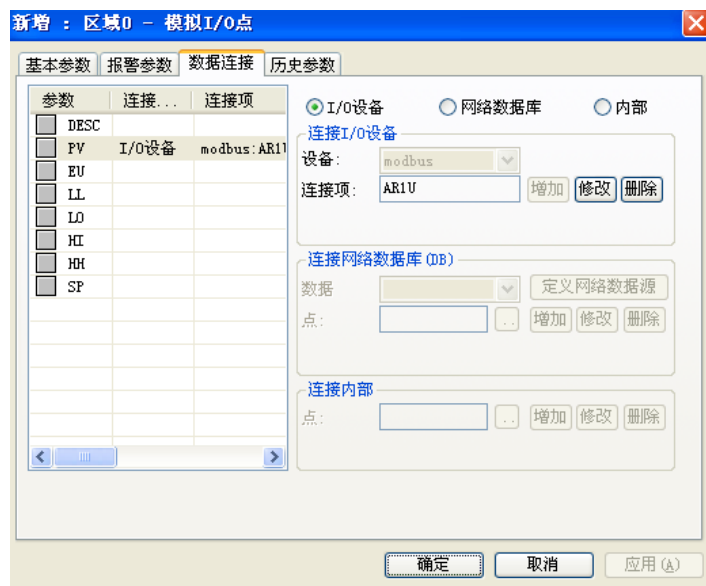 新增 : 区域0 - 模拟I/O点
基本参数 报警参数 数据连接 历史参数
参数 连接... 连接项
DESC
PV I/O设备 modbus:AR1U
EU
LL
LO
HI
HH
SP
I/O设备 网络数据库 内部
连接I/O设备
设备: modbus
连接项: AR1U 增加 修改 删除
连接网络数据库(DB)
数据 定义网络数据源
点: .. 增加 修改 删除
连接内部
点: .. 增加 修改 删除
确定 取消 应用(A)